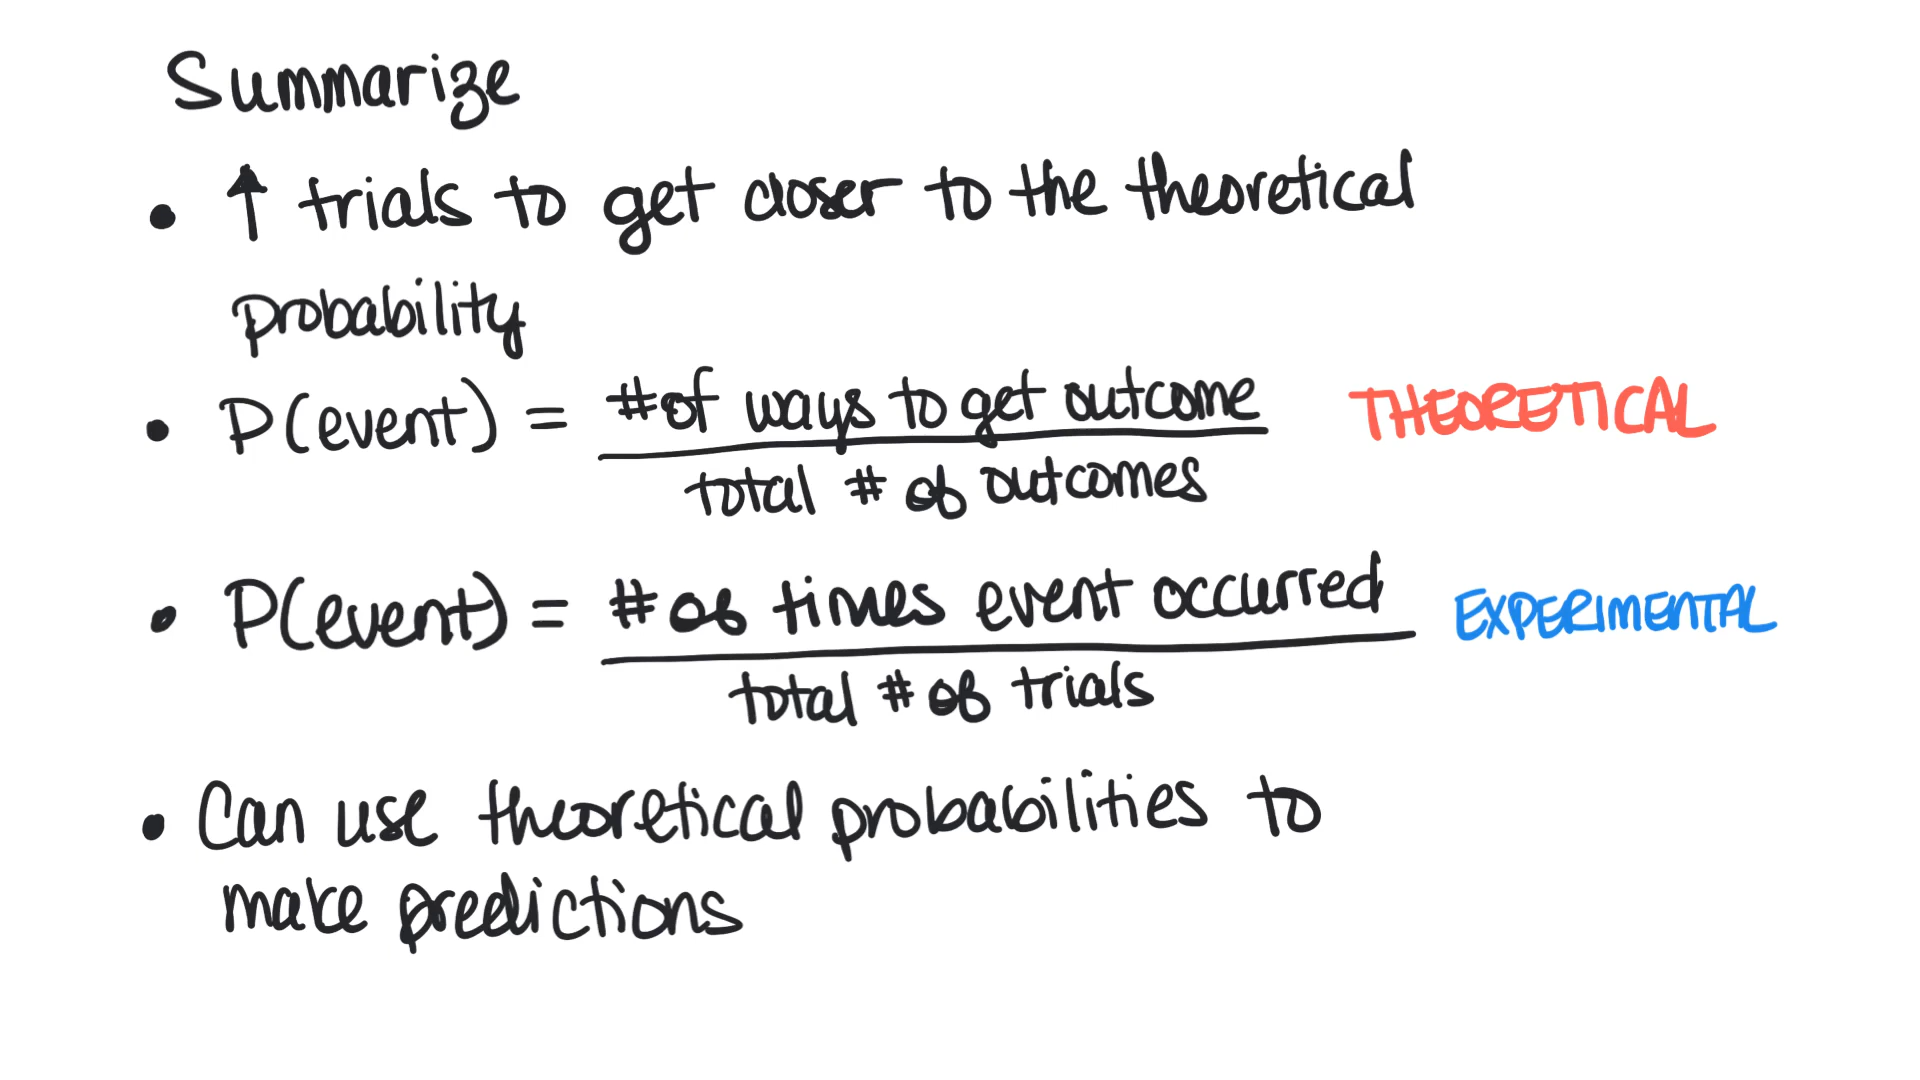 Summarize
• ↑ trials to get closer to the theoretical
probability
• P(event) = # of ways to get outcome / total # of outcomes THEORETICAL
• P(event) = # of times event occurred / total # of trials EXPERIMENTAL
• Can use theoretical probabilities to
make predictions